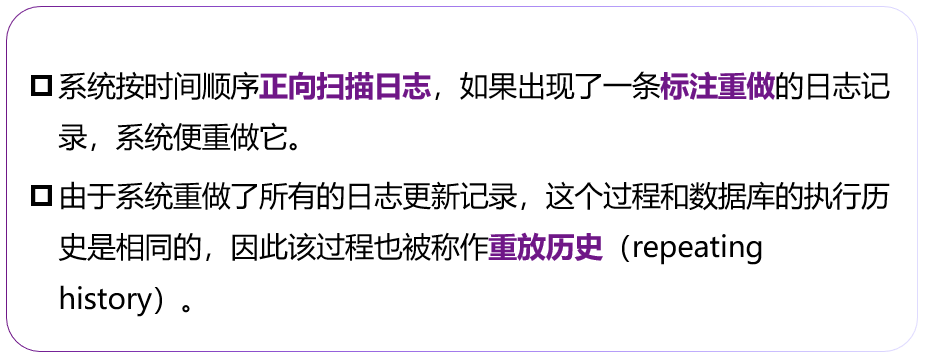 系统按时间顺序正向扫描日志，如果出现了一条标注重做的日志记
录，系统便重做它。
由于系统重做了所有的日志更新记录，这个过程和数据库的执行历
史是相同的，因此该过程也被称作重放历史（repeating
history）。